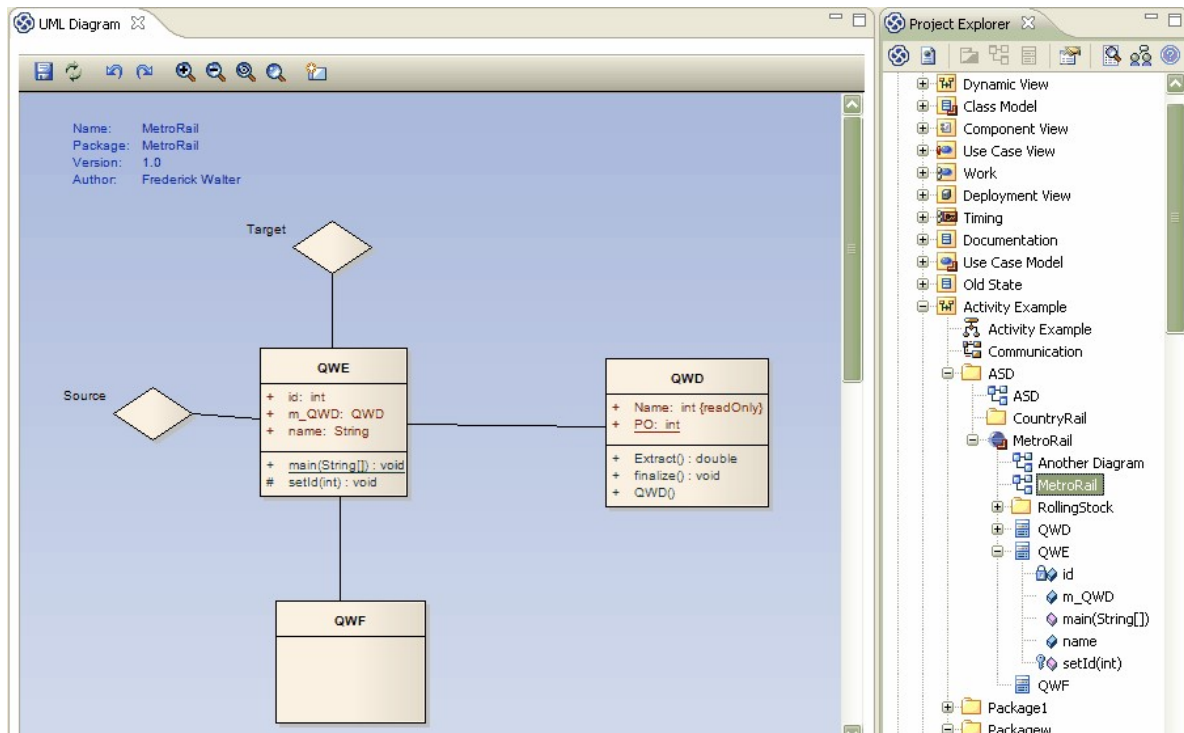 UML Diagram
Name: MetroRail
Package: MetroRail
Version: 1.0
Author: Frederick Walter
Target
Source
QWE
+ id: int
+ m_QWD: QWD
+ name: String
+ main(String[]) : void
# setId(int) : void
QWD
+ Name: int {readOnly}
+ PO: int
+ Extract() : double
+ finalize() : void
+ QWD()
QWF
Project Explorer
Dynamic View
Class Model
Component View
Use Case View
Work
Deployment View
Timing
Documentation
Use Case Model
Old State
Activity Example
Activity Example
Communication
ASD
ASD
CountryRail
MetroRail
Another Diagram
MetroRail
RollingStock
QWD
QWE
id
m_QWD
main(String[])
name
setId(int)
QWF
Package1
Packagew